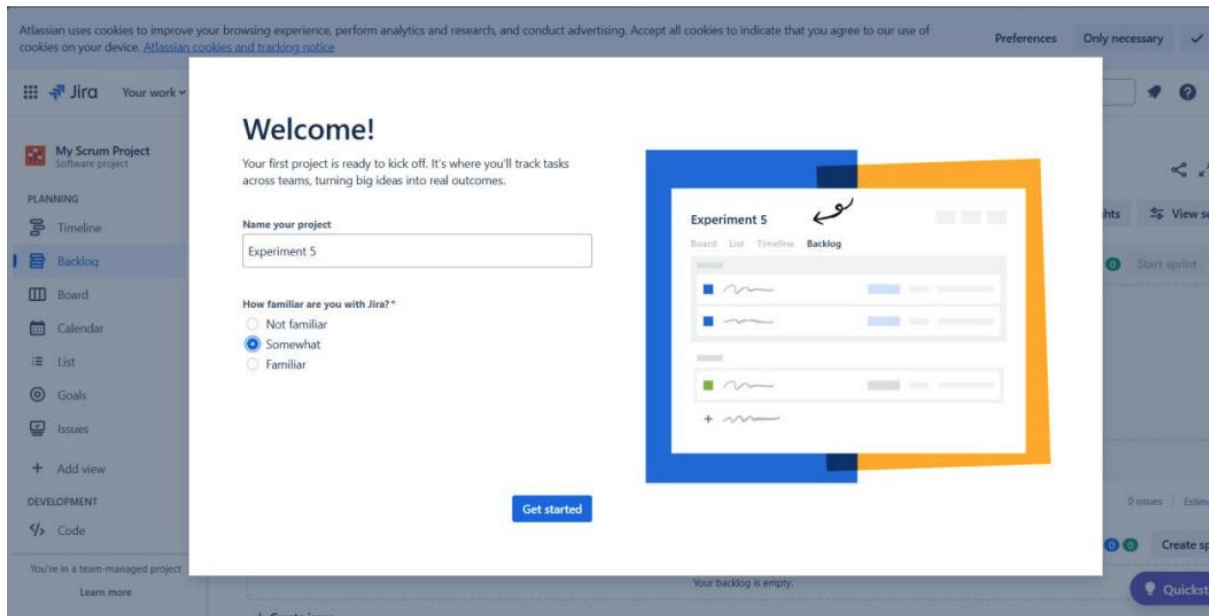 Atlassian uses cookies to improve your browsing experience, perform analytics and research, and conduct advertising. Accept all cookies to indicate that you agree to our use of
cookies on your device. Atlassian cookies and tracking notice
Preferences
Only necessary
Jira
Your work
My Scrum Project
Software project
PLANNING
Timeline
Backlog
Board
Calendar
List
Goals
Issues
+ Add view
DEVELOPMENT
Code
You're in a team-managed project
Learn more
Welcome!
Your first project is ready to kick off. It's where you'll track tasks
across teams, turning big ideas into real outcomes.
Name your project
Experiment 5
How familiar are you with Jira? *
Not familiar
Somewhat
Familiar
Get started
Experiment 5
Board List Timeline Backlog
View se
0 Start sprint
0 issues Estima
0 0 Create sp
Your backlog is empty.
Quickst